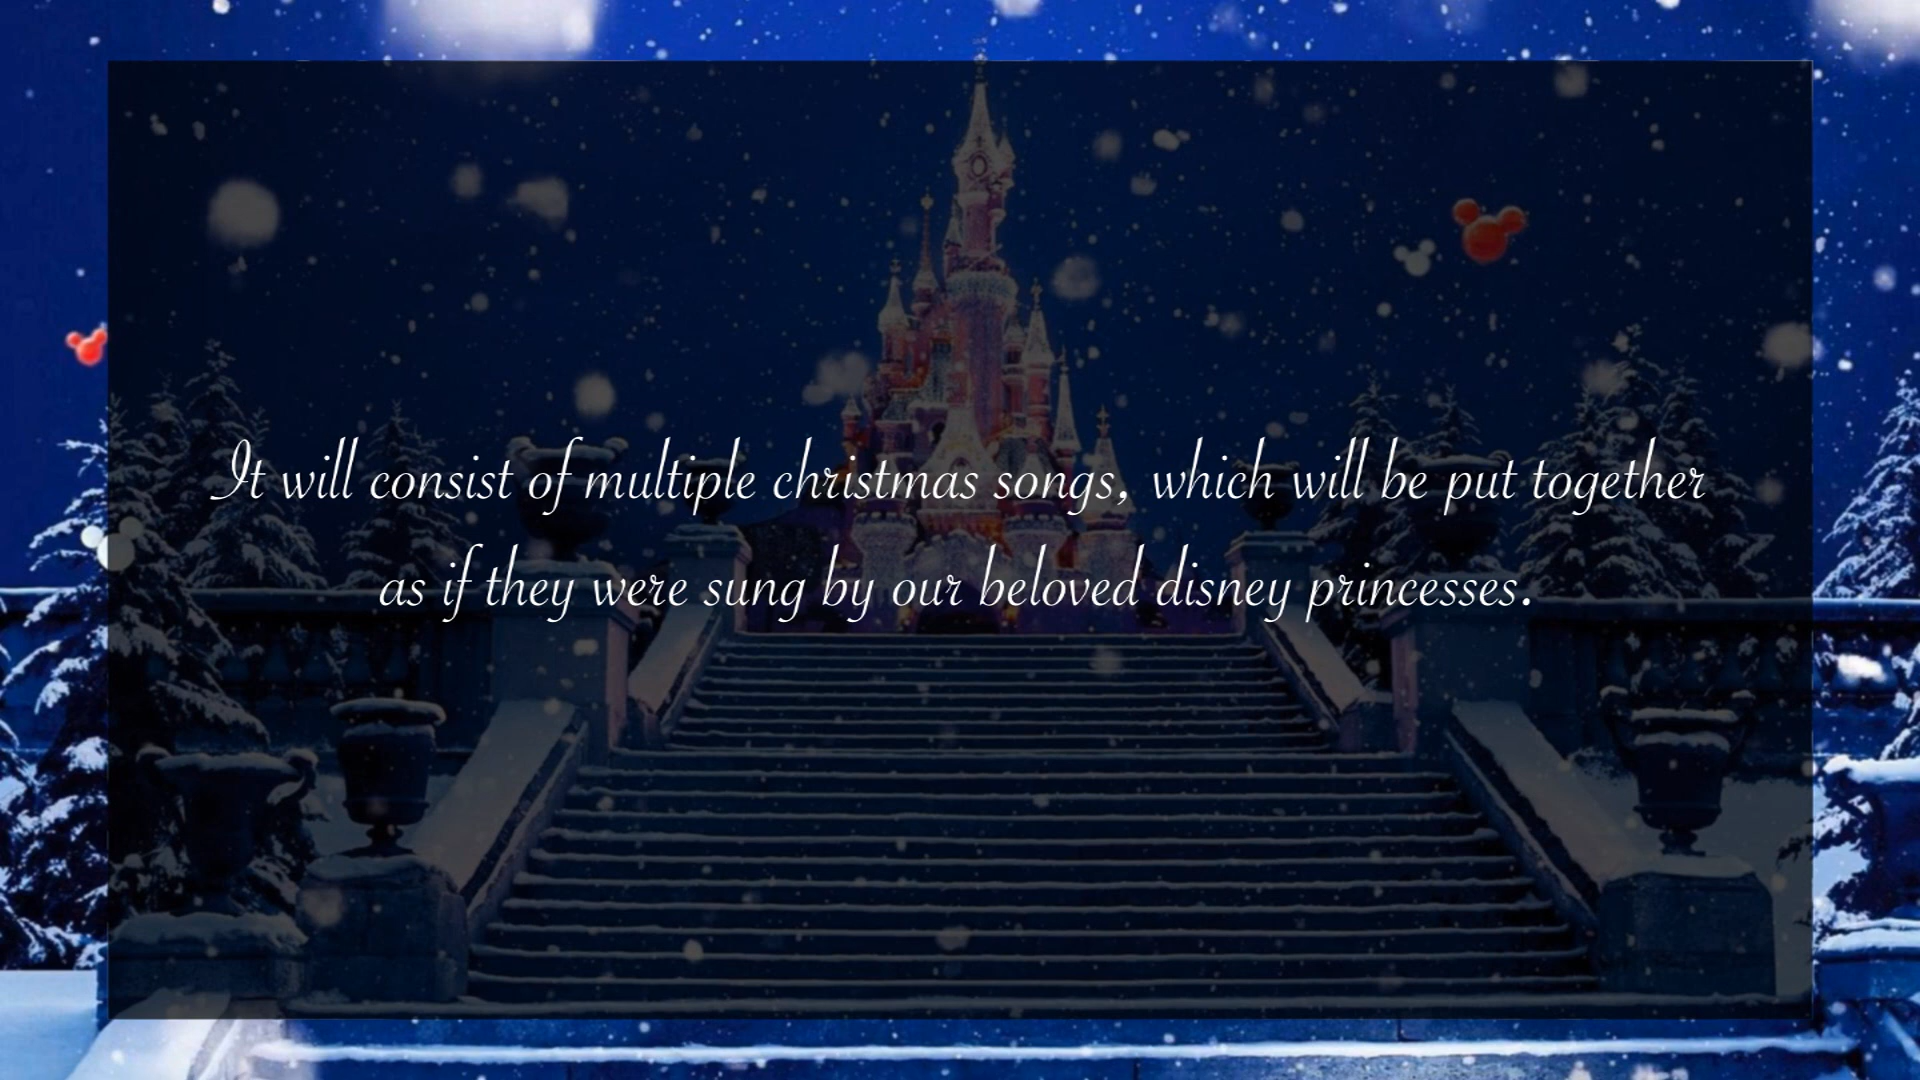 It will consist of multiple christmas songs, which will be put together
as if they were sung by our beloved disney princesses.